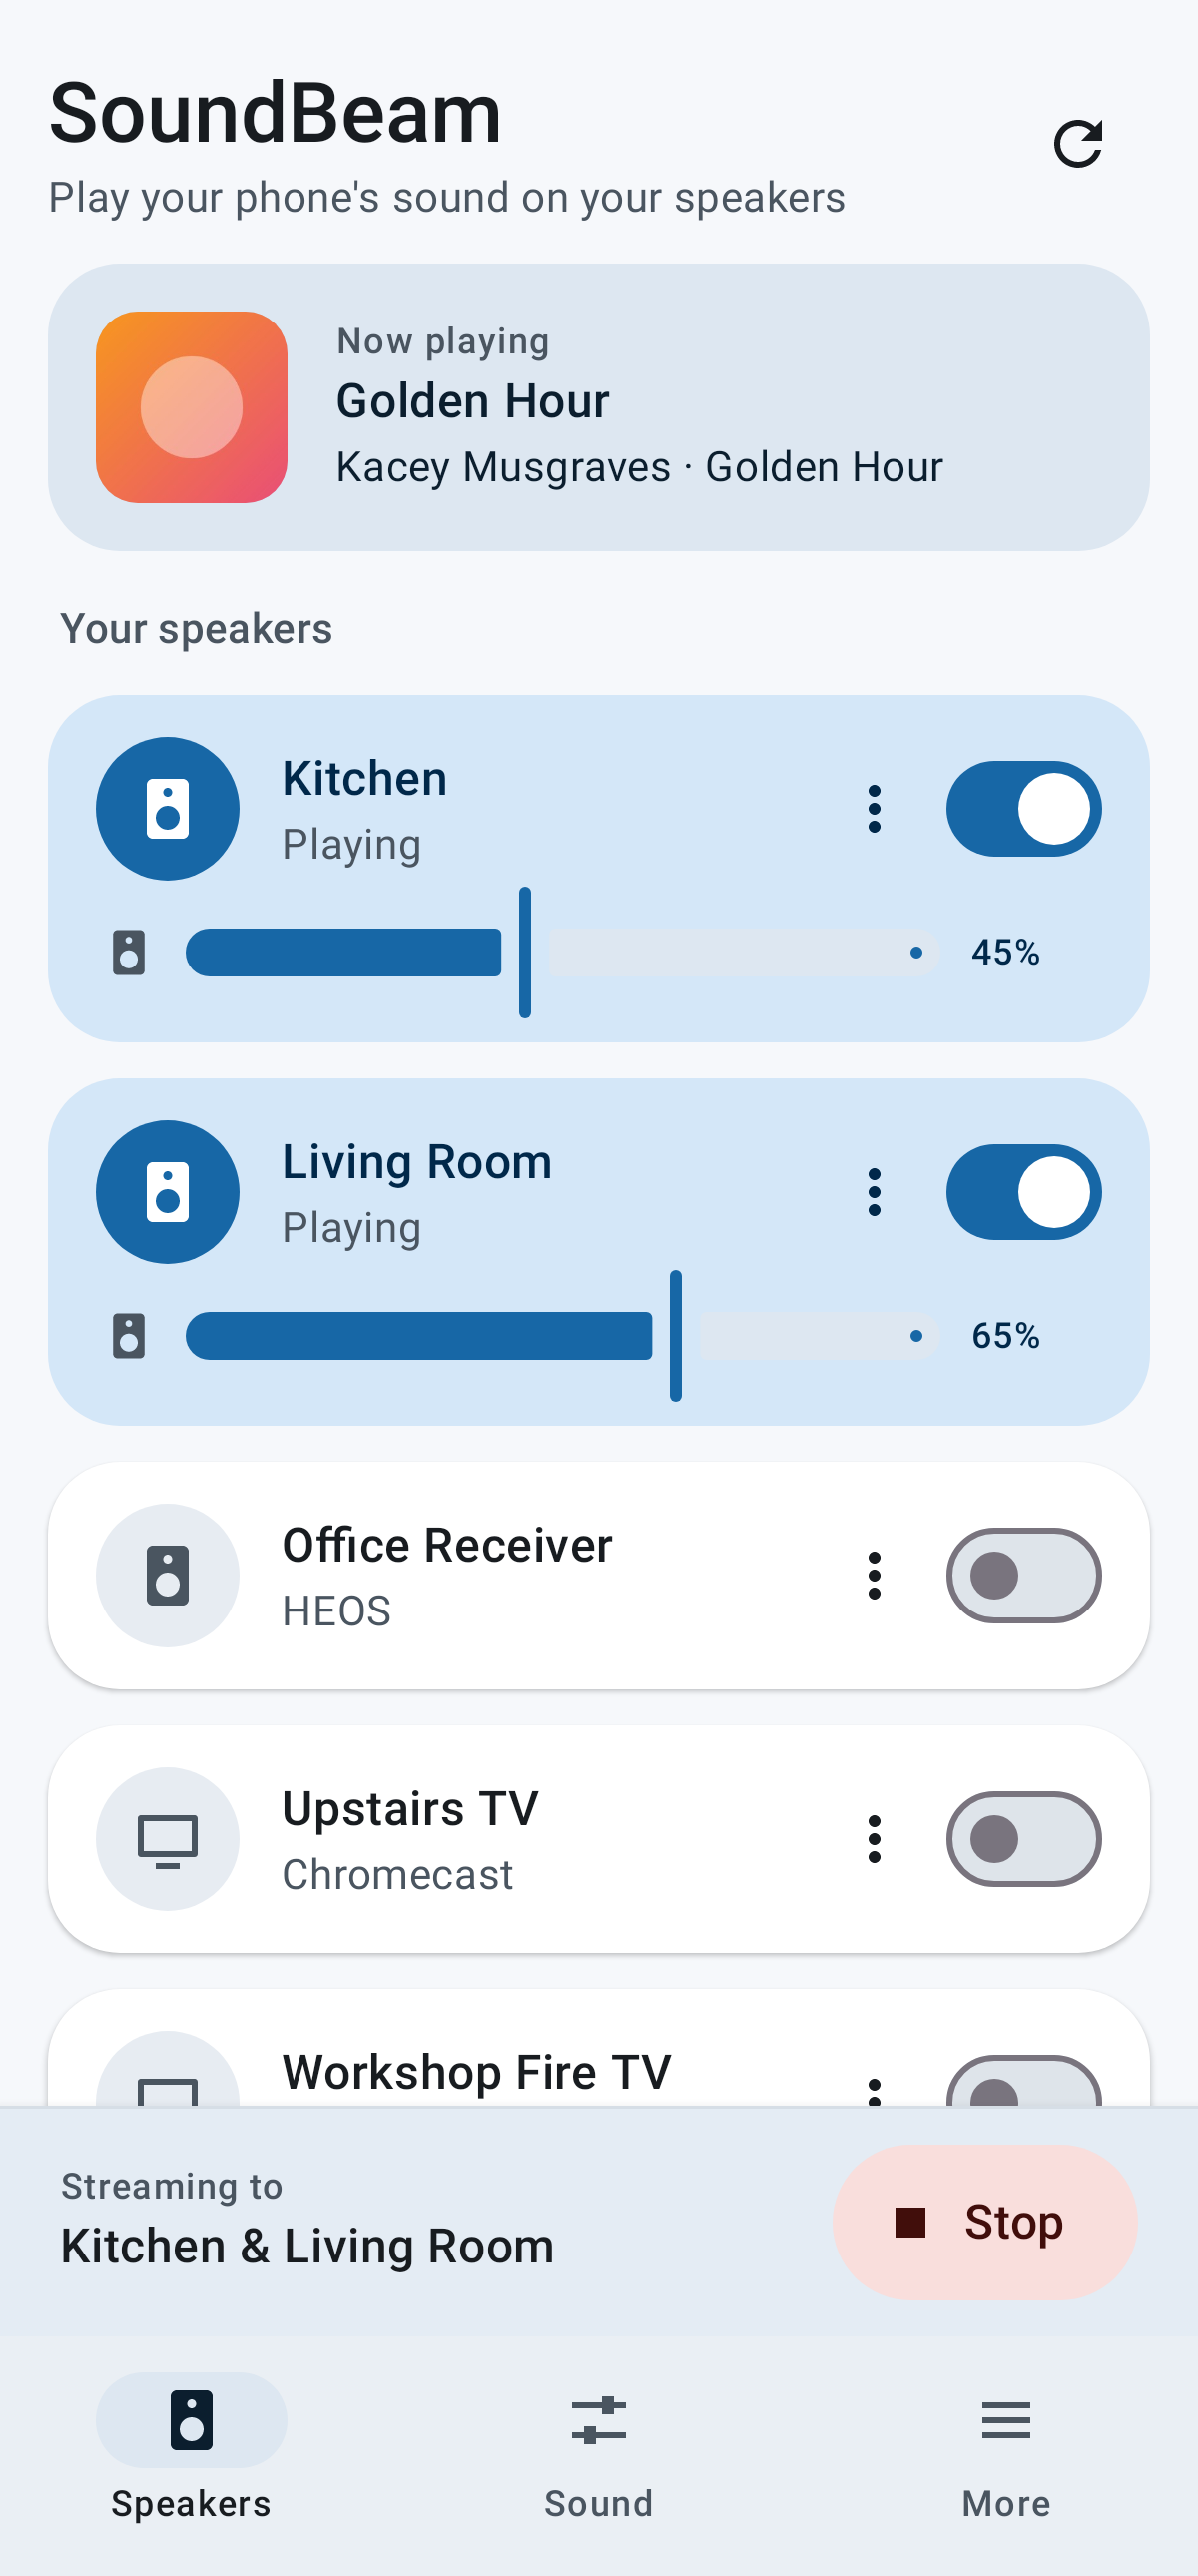 SoundBeam
Play your phone's sound on your speakers
Now playing
Golden Hour
Kacey Musgraves · Golden Hour
Your speakers
Kitchen
Playing
45%
Living Room
Playing
65%
Office Receiver
HEOS
Upstairs TV
Chromecast
Workshop Fire TV
Streaming to
Kitchen & Living Room
Stop
Speakers
Sound
More